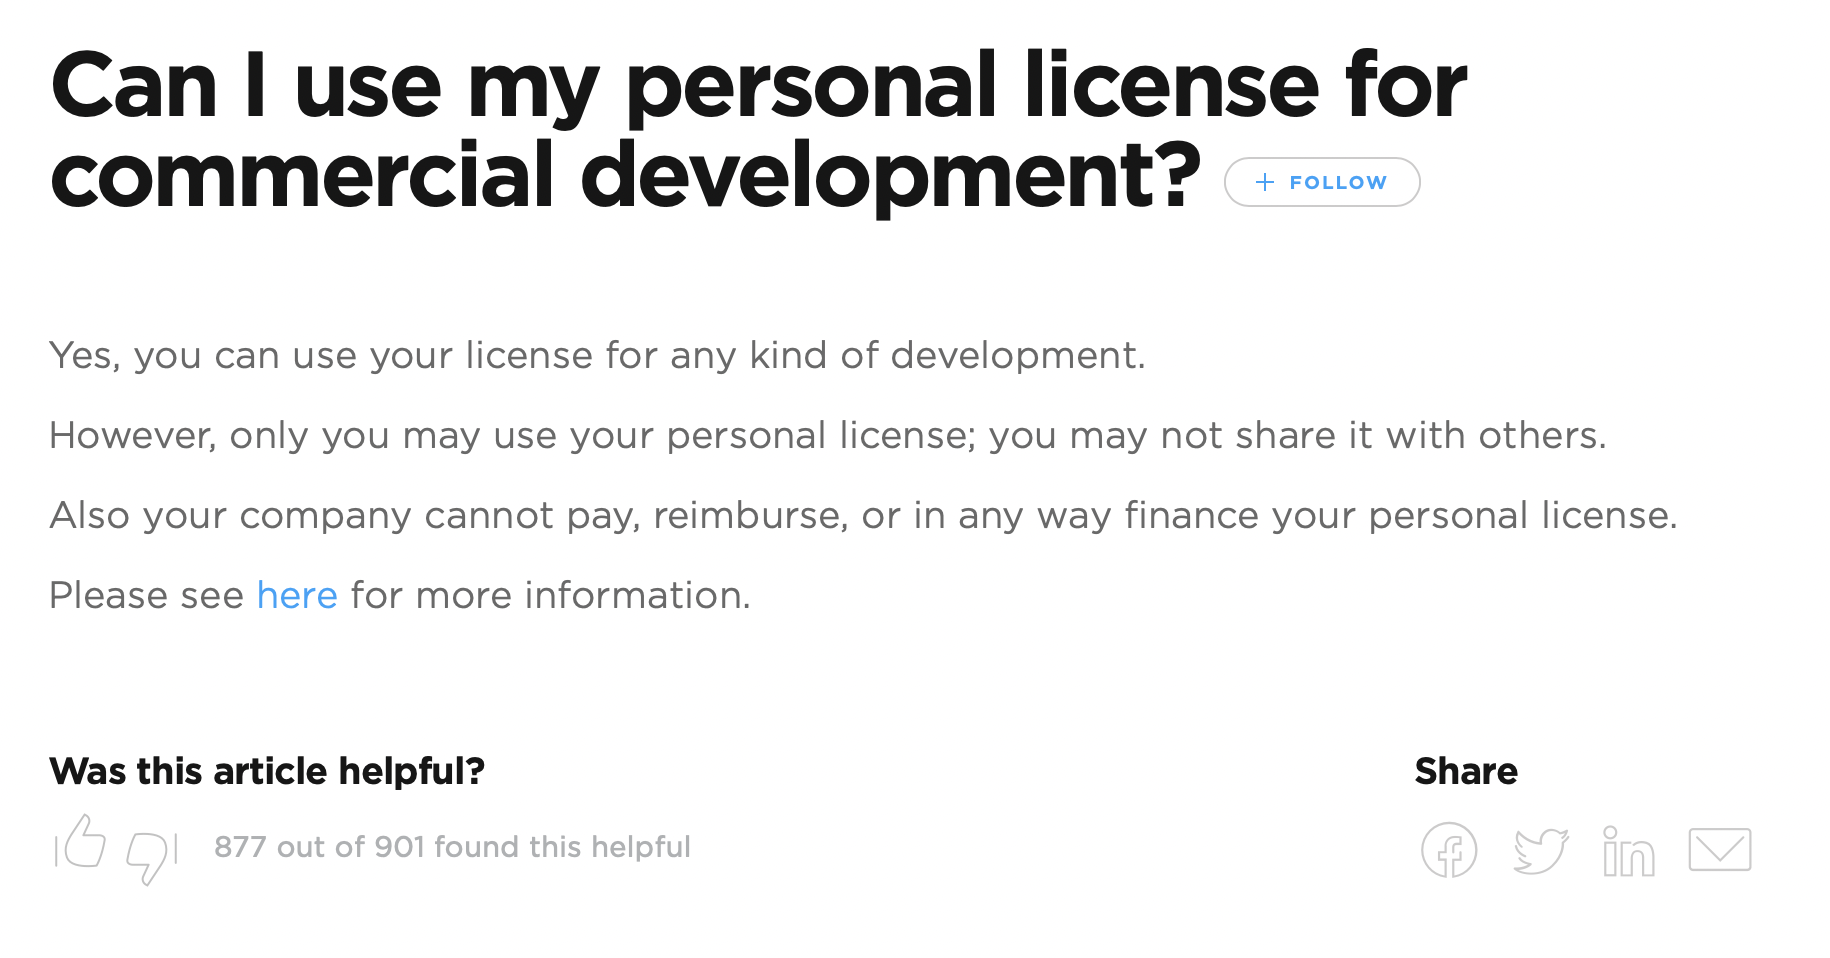 Can I use my personal license for
commercial development?
+ FOLLOW
Yes, you can use your license for any kind of development.
However, only you may use your personal license; you may not share it with others.
Also your company cannot pay, reimburse, or in any way finance your personal license.
Please see here for more information.
Was this article helpful?
877 out of 901 found this helpful
Share